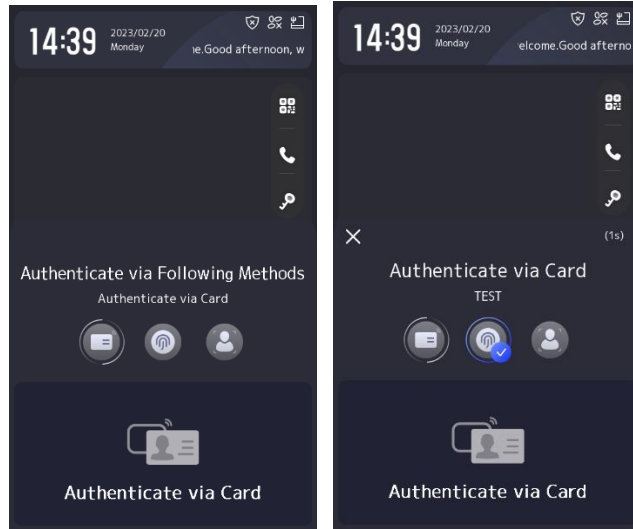 14:39
2023/02/20
Monday
.Good afternoon, w
Authenticate via Following Methods
Authenticate via Card
Authenticate via Card
14:39
2023/02/20
Monday
elcome.Good afterno
(1s)
Authenticate via Card
TEST
Authenticate via Card